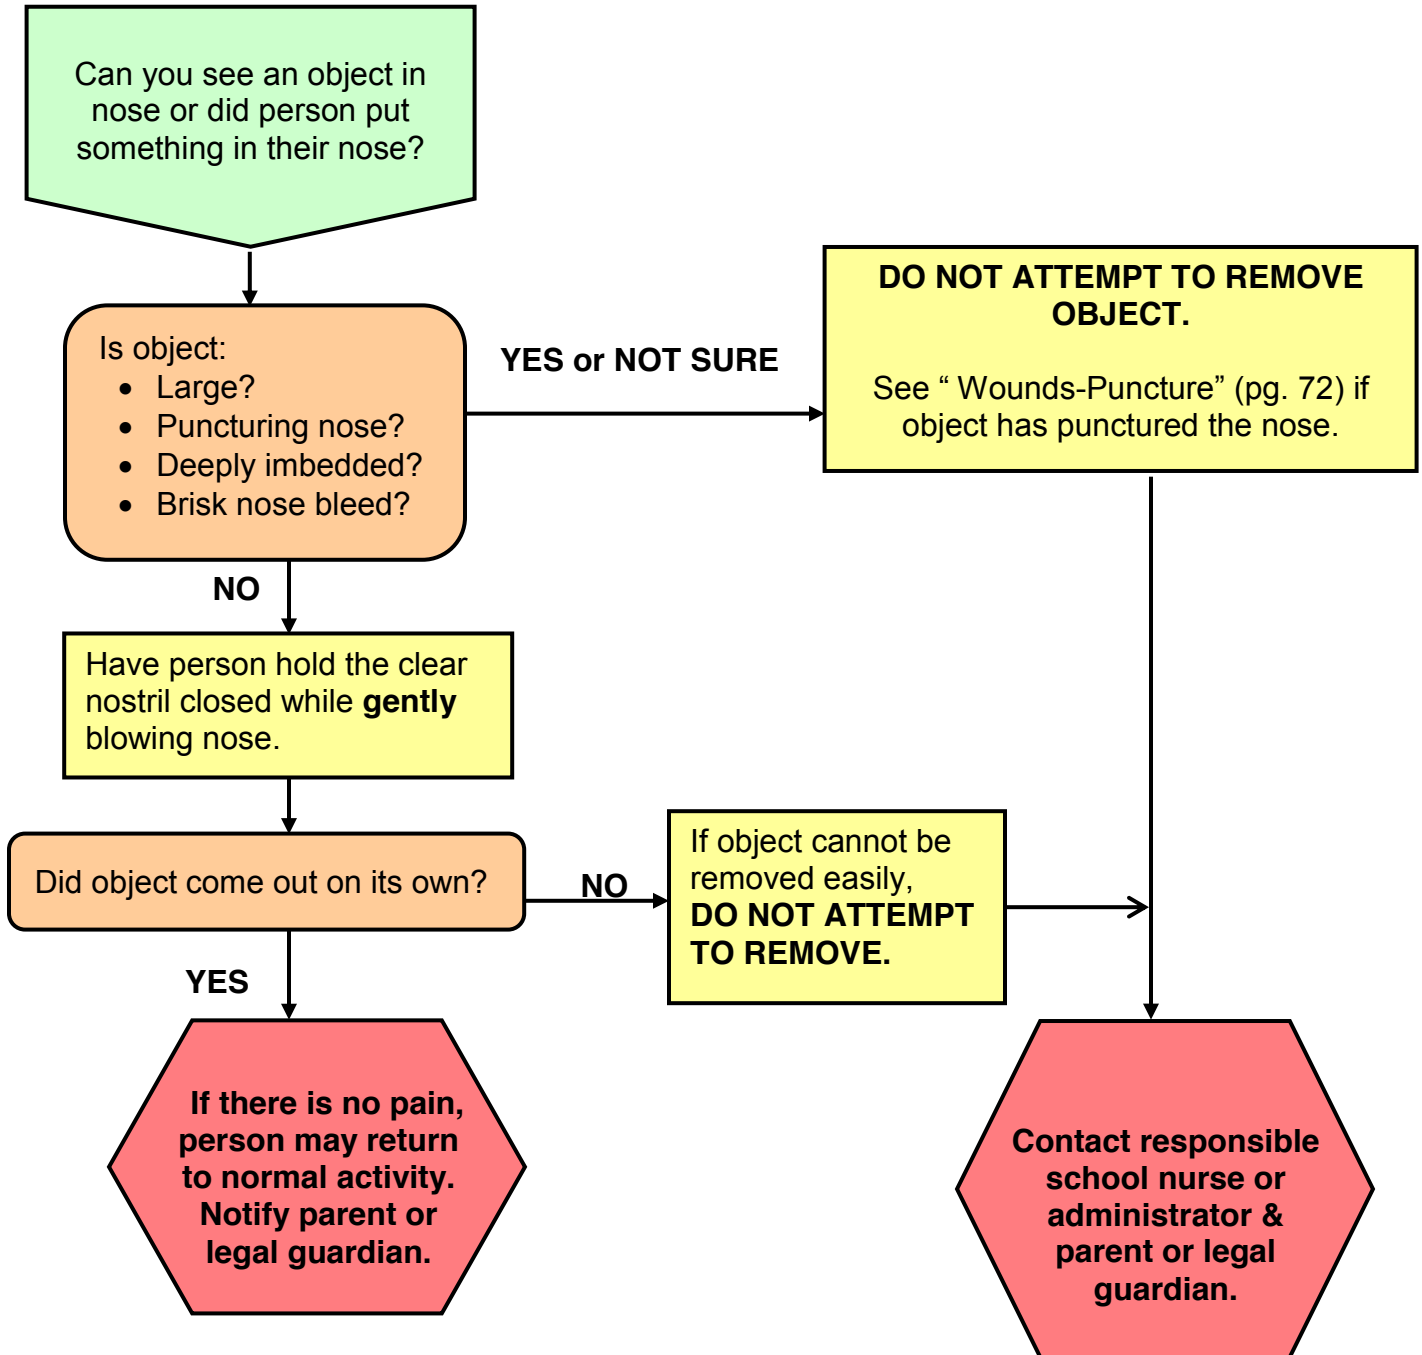 Can you see an object in
nose or did person put
something in their nose?
Is object:
• Large?
• Puncturing nose?
• Deeply imbedded?
• Brisk nose bleed?
YES or NOT SURE
DO NOT ATTEMPT TO REMOVE
OBJECT.
See “ Wounds-Puncture” (pg. 72) if
object has punctured the nose.
NO
Have person hold the clear
nostril closed while gently
blowing nose.
Did object come out on its own?
NO
If object cannot be
removed easily,
DO NOT ATTEMPT
TO REMOVE.
YES
If there is no pain,
person may return
to normal activity.
Notify parent or
legal guardian.
Contact responsible
school nurse or
administrator &
parent or legal
guardian.